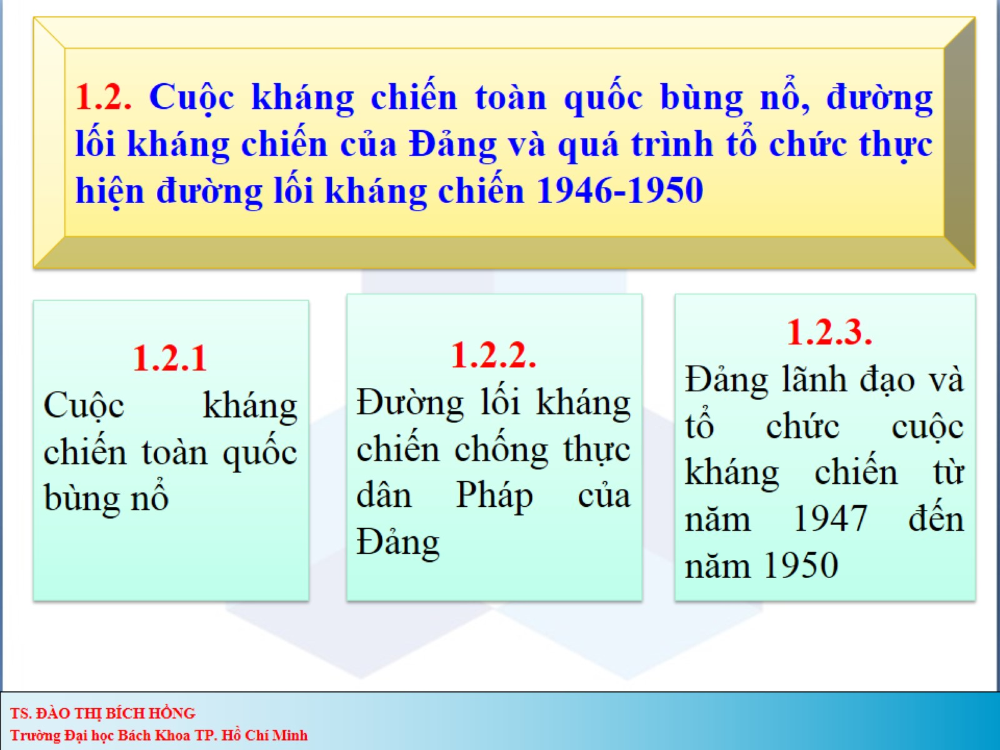 1.2. Cuộc kháng chiến toàn quốc bùng nổ, đường
lối kháng chiến của Đảng và quá trình tổ chức thực
hiện đường lối kháng chiến 1946-1950
1.2.1
Cuộc kháng
chiến toàn quốc
bùng nổ
1.2.2.
Đường lối kháng
chiến chống thực
dân Pháp của
Đảng
1.2.3.
Đảng lãnh đạo và
tổ chức cuộc
kháng chiến từ
năm 1947 đến
năm 1950
TS. ĐÀO THỊ BÍCH HỒNG
Trường Đại học Bách Khoa TP. Hồ Chí Minh